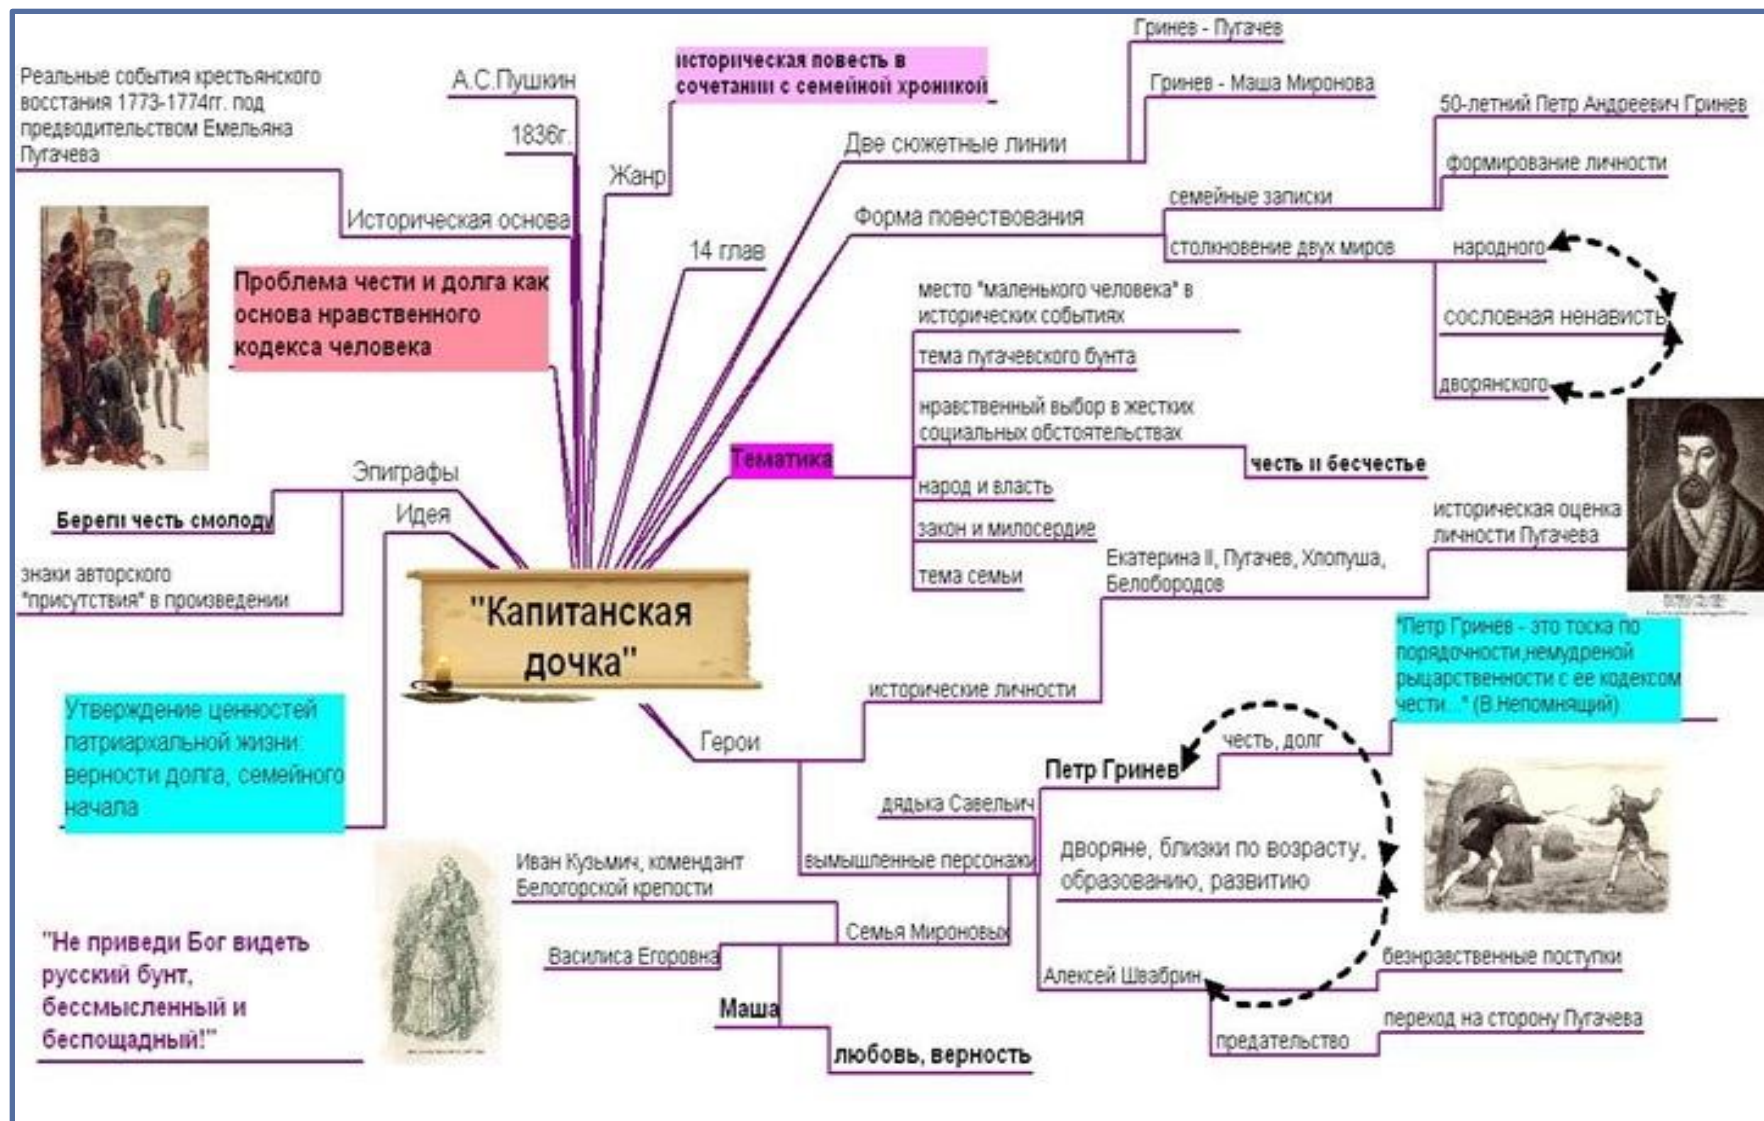 Гринев - Пугачев
Гринев - Маша Миронова
историческая повесть в
сочетании с семейной хроникой
А.С.Пушкин
Реальные события крестьянского
восстания 1773-1774гг. под
предводительством Емельяна
Пугачева
50-летний Петр Андреевич Гринев
1836г.
Две сюжетные линии
формирование личности
Жанр
семейные записки
Историческая основа
Форма повествования
14 глав
столкновение двух миров
народного
сословная ненависть
дворянского
Проблема чести и долга как
основа нравственного
кодекса человека
место "маленького человека" в
исторических событиях
тема пугачевского бунта
нравственный выбор в жестких
социальных обстоятельствах
Тематика
честь и бесчестье
народ и власть
закон и милосердие
тема семьи
Эпиграфы
Береги честь смолоду
Идея
знаки авторского
"присутствия" в произведении
историческая оценка
личности Пугачева
Екатерина II, Пугачев, Хлопуша,
Белобородов
"Капитанская
дочка"
"Петр Гринев - это тоска по
порядочности,немудреной
рыцарственности с ее кодексом
чести..." (В.Непомнящий)
исторические личности
Утверждение ценностей
патриархальной жизни:
верности долга, семейного
начала
Герои
честь, долг
Петр Гринев
дядька Савельич
вымышленные персонажи
дворяне, близки по возрасту,
образованию, развитию
Иван Кузьмич, комендант
Белогорской крепости
Семья Мироновых
Василиса Егоровна
Маша
любовь, верность
Алексей Швабрин
безнравственные поступки
предательство
переход на сторону Пугачева
"Не приведи Бог видеть
русский бунт,
бессмысленный и
беспощадный!"